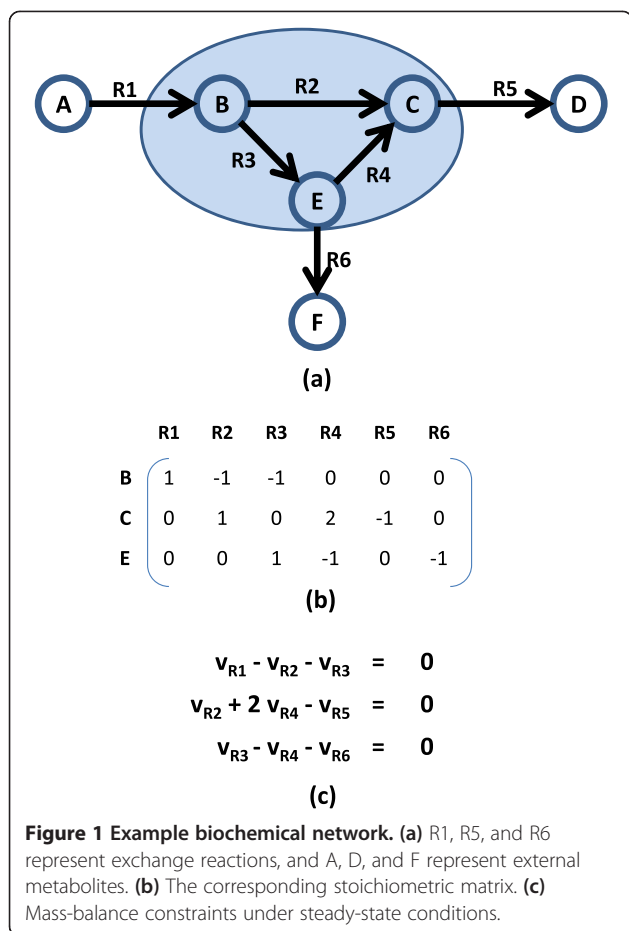 A R1 B R2 C R5 D
R3 R4
E
R6
F
(a)
R1 R2 R3 R4 R5 R6
B 1 -1 -1 0 0 0
C 0 1 0 2 -1 0
E 0 0 1 -1 0 -1
(b)
vR1 - vR2 - vR3 = 0
vR2 + 2 vR4 - vR5 = 0
vR3 - vR4 - vR6 = 0
(c)
Figure 1 Example biochemical network. (a) R1, R5, and R6
represent exchange reactions, and A, D, and F represent external
metabolites. (b) The corresponding stoichiometric matrix. (c)
Mass-balance constraints under steady-state conditions.